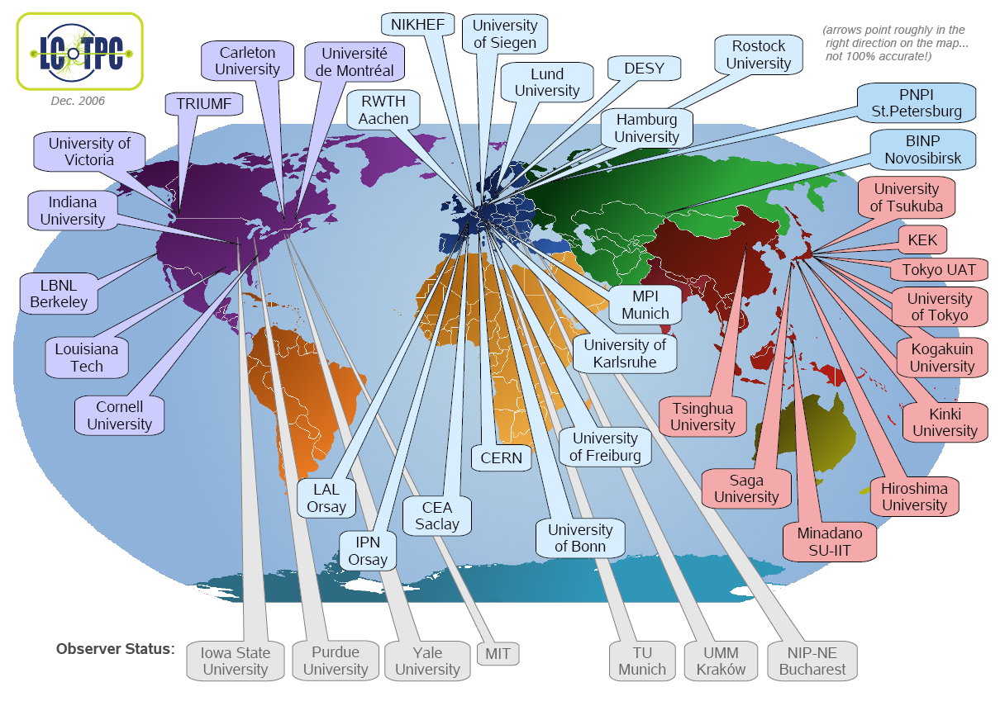 LC TPC
Dec. 2006
(arrows point roughly in the
right direction on the map...
not 100% accurate!)
NIKHEF
University
of Siegen
Carleton
University
Université
de Montréal
Rostock
University
Lund
University
DESY
TRIUMF
RWTH
Aachen
PNPI
St.Petersburg
Hamburg
University
University of
Victoria
BINP
Novosibirsk
Indiana
University
University
of Tsukuba
KEK
Tokyo UAT
LBNL
Berkeley
MPI
Munich
University
of Tokyo
Louisiana
Tech
University of
Karlsruhe
Kogakuin
University
Cornell
University
Tsinghua
University
Kinki
University
University
of Freiburg
CERN
LAL
Orsay
Saga
University
Hiroshima
University
CEA
Saclay
IPN
Orsay
University
of Bonn
Minadano
SU-IIT
Observer Status:
Iowa State
University
Purdue
University
Yale
University
MIT
TU
Munich
UMM
Kraków
NIP-NE
Bucharest